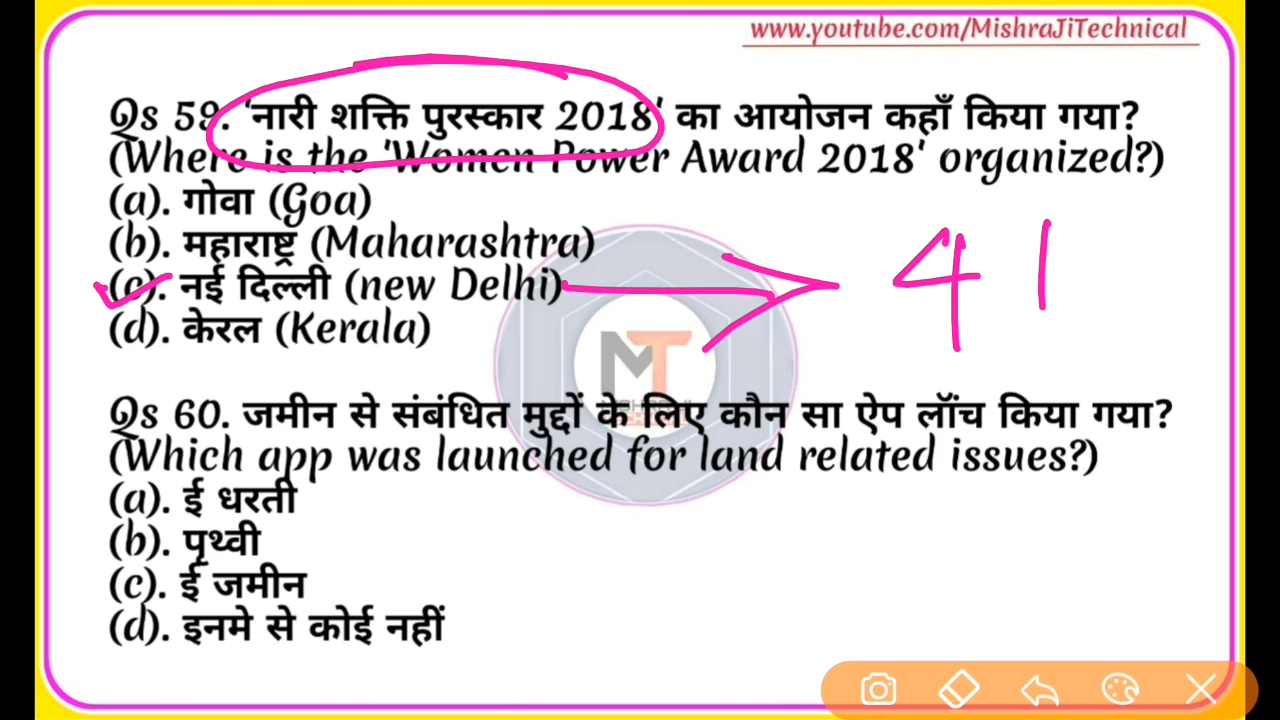 www.youtube.com/MishraJiTechnical
Qs 59. 'नारी शक्ति पुरस्कार 2018' का आयोजन कहाँ किया गया?
(Where is the 'Women Power Award 2018' organized?)
(a). गोवा (Goa)
(b). महाराष्ट्र (Maharashtra)
(c). नई दिल्ली (new Delhi)
41
(d). केरल (Kerala)
MT
Qs 60. जमीन से संबंधित मुद्दों के लिए कौन सा ऐप लॉंच किया गया?
(Which app was launched for land related issues?)
(a). ई धरती
(b). पृथ्वी
(c). ई जमीन
(d). इनमे से कोई नहीं